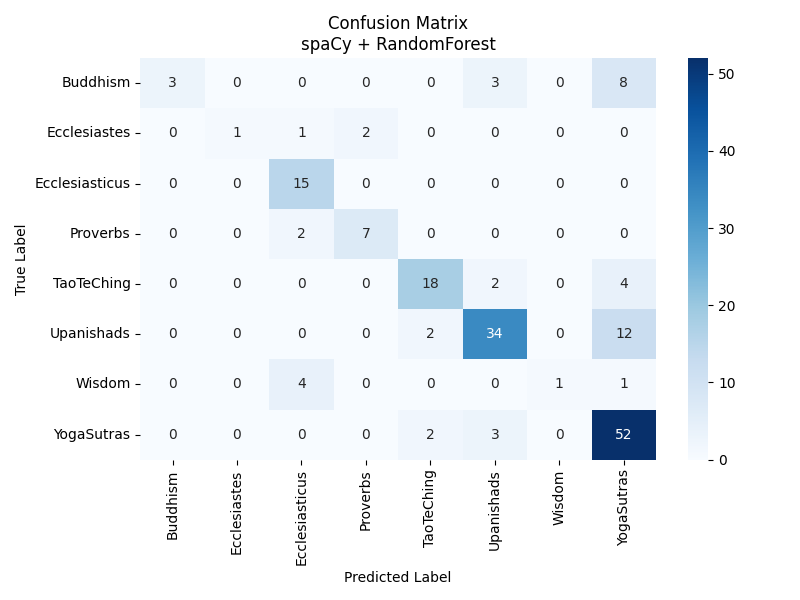 Confusion Matrix
spaCy + RandomForest
True Label
Buddhism 3 0 0 0 0 3 0 8
Ecclesiastes 0 1 1 2 0 0 0 0
Ecclesiasticus 0 0 15 0 0 0 0 0
Proverbs 0 0 2 7 0 0 0 0
TaoTeChing 0 0 0 0 18 2 0 4
Upanishads 0 0 0 0 2 34 0 12
Wisdom 0 0 4 0 0 0 1 1
YogaSutras 0 0 0 0 2 3 0 52
Buddhism
Ecclesiastes
Ecclesiasticus
Proverbs
TaoTeChing
Upanishads
Wisdom
YogaSutras
Predicted Label
50
40
30
20
10
0